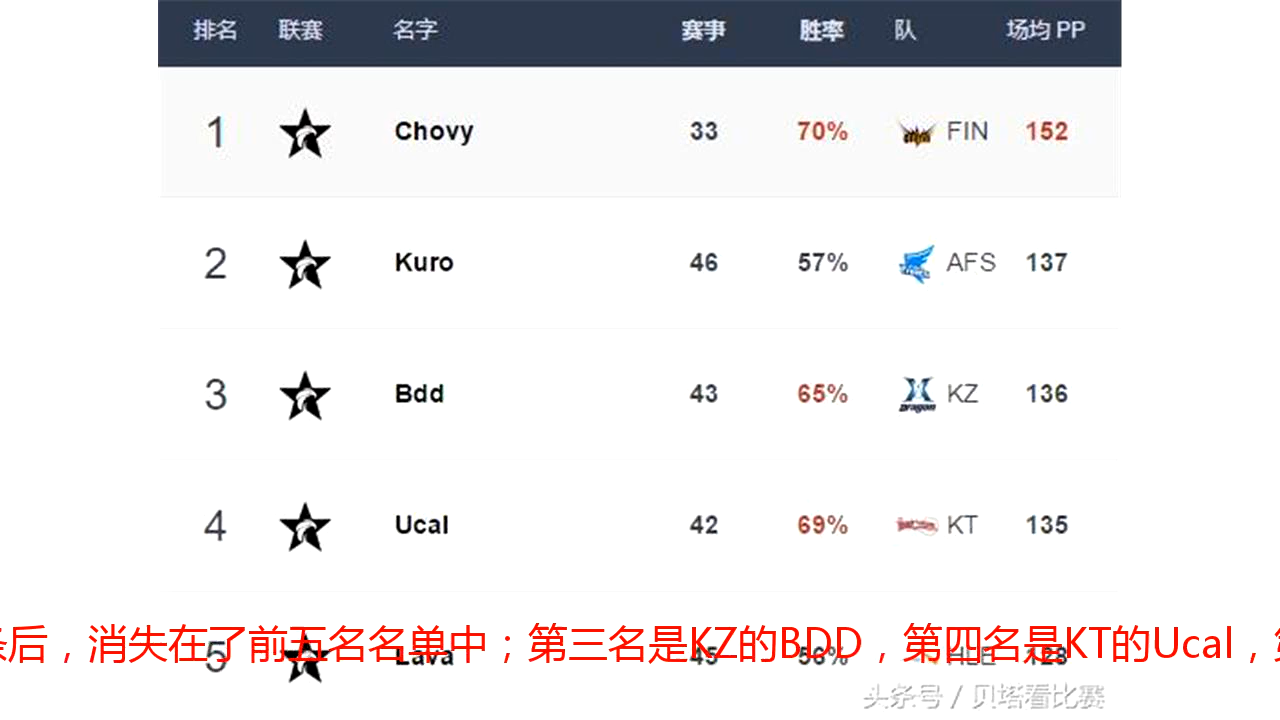 排名 联赛 名字 赛事 胜率 队 场均 PP
1 Chovy 33 70% FIN 152
2 Kuro 46 57% AFS 137
3 Bdd 43 65% KZ 136
4 Ucal 42 69% KT 135
5 Lava 45 56% HLE 128
后，消失在了前五名名单中；第三名是KZ的BDD，第四名是KT的Ucal，
头条号 / 贝塔看比赛